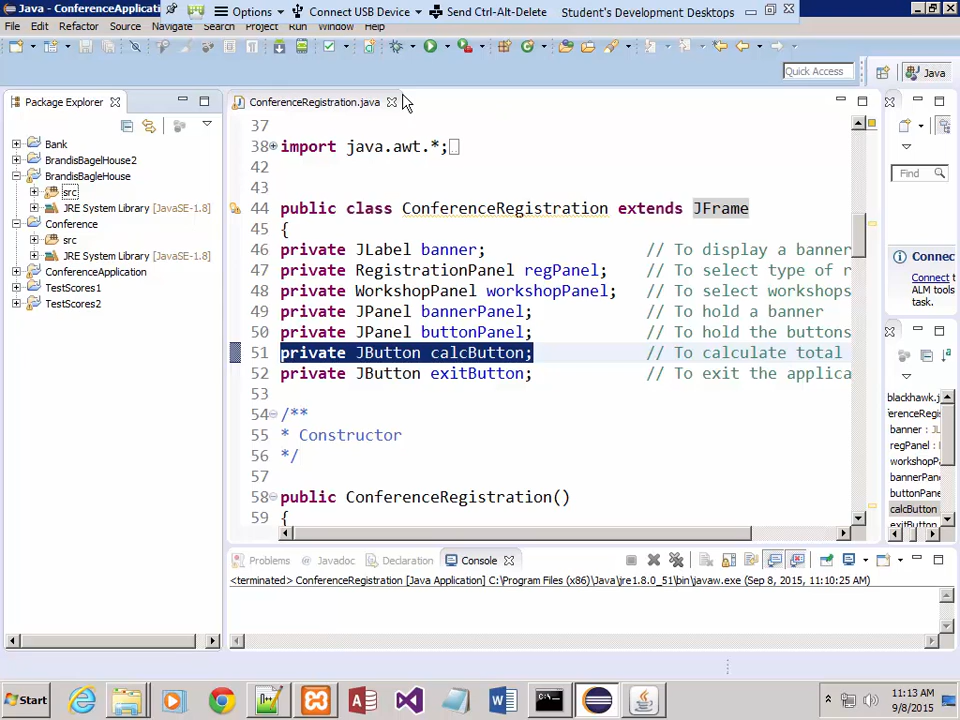 Java - ConferenceApplicati
Options
Connect USB Device
Send Ctrl-Alt-Delete
Student's Development Desktops
File Edit Refactor Source Navigate Search Project Run Window Help
Quick Access
Java
Package Explorer
ConferenceRegistration.java
Bank
BrandisBagelHouse2
BrandisBagleHouse
src
JRE System Library [JavaSE-1.8]
Conference
src
JRE System Library [JavaSE-1.8]
ConferenceApplication
TestScores1
TestScores2
37
38 import java.awt.*;
42
43
44 public class ConferenceRegistration extends JFrame
45 {
46 private JLabel banner; // To display a banner
47 private RegistrationPanel regPanel; // To select type of r
48 private WorkshopPanel workshopPanel; // To select workshops
49 private JPanel bannerPanel; // To hold a banner
50 private JPanel buttonPanel; // To hold the buttons
51 private JButton calcButton; // To calculate total
52 private JButton exitButton; // To exit the applica
53
54 /**
55 * Constructor
56 */
57
58 public ConferenceRegistration()
59 {
Find
Connec
Connect to
ALM tools
task.
blackhawk.j
ferenceRegi
banner : JL
regPanel :
workshopP
bannerPan
buttonPane
calcButton
exitButton
Problems
Javadoc
Declaration
Console
<terminated> ConferenceRegistration [Java Application] C:\Program Files (x86)\Java\jre1.8.0_51\bin\javaw.exe (Sep 8, 2015, 11:10:25 AM)
Start
11:13 AM
9/8/2015